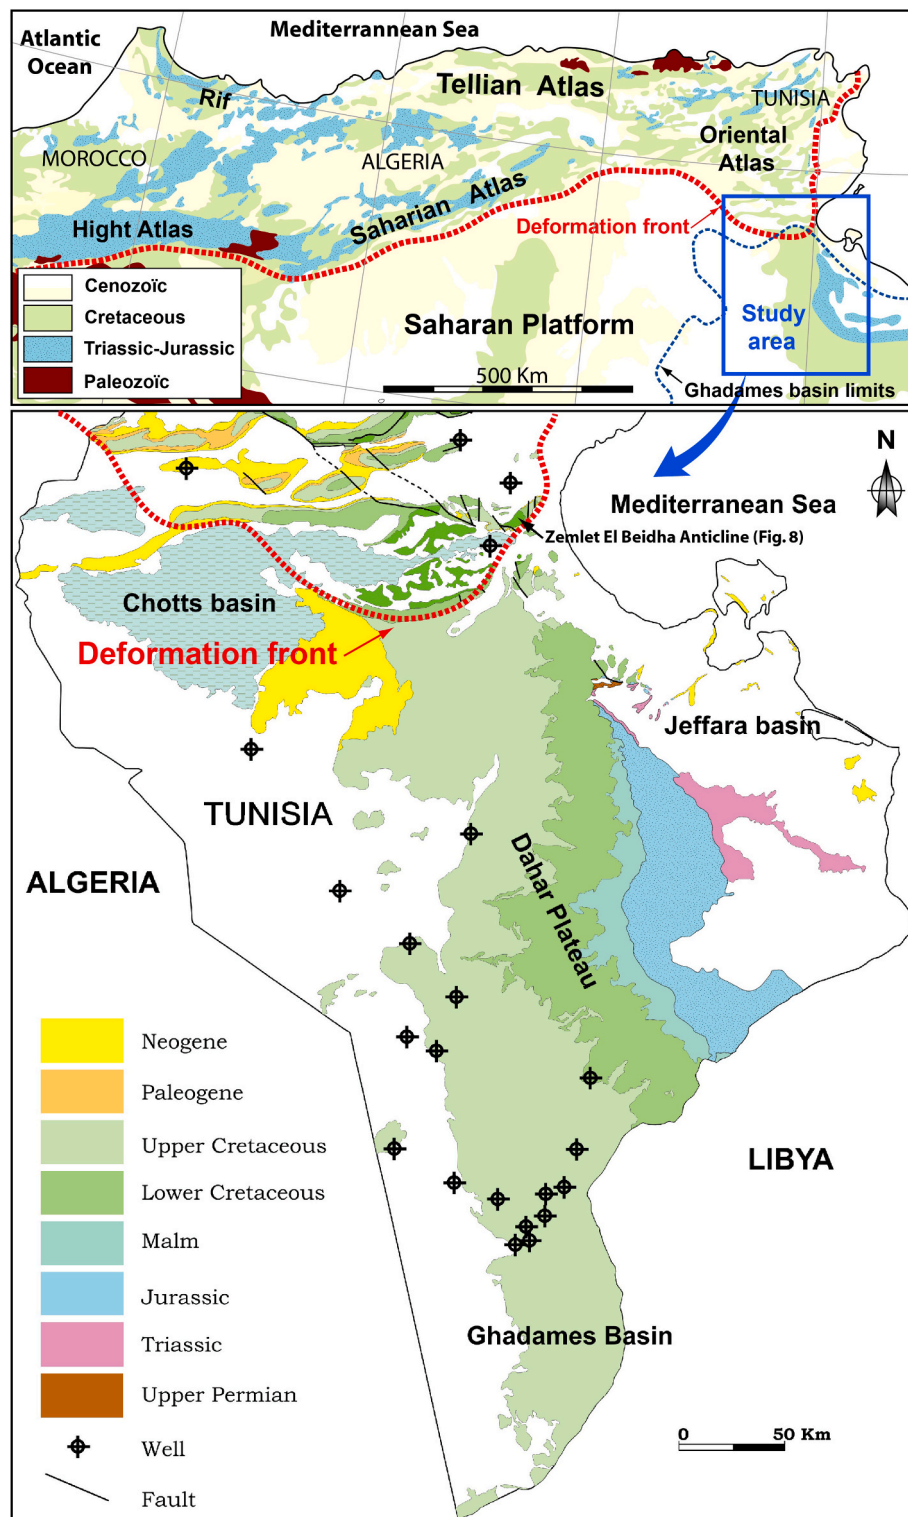 Mediterrannean Sea
Atlantic
Ocean
Rif
Tellian Atlas
TUNISIA
MOROCCO
ALGERIA
Oriental
Atlas
Saharian Atlas
Hight Atlas
Deformation front
Cenozoïc
Cretaceous
Triassic-Jurassic
Paleozoïc
Saharan Platform
Study
area
500 Km
Ghadames basin limits
N
Mediterranean Sea
Zemlet El Beidha Anticline (Fig. 8)
Chotts basin
Deformation front
Jeffara basin
TUNISIA
ALGERIA
Dahar Plateau
Neogene
Paleogene
Upper Cretaceous
Lower Cretaceous
LIBYA
Malm
Jurassic
Ghadames Basin
Triassic
Upper Permian
0 50 Km
Well
Fault